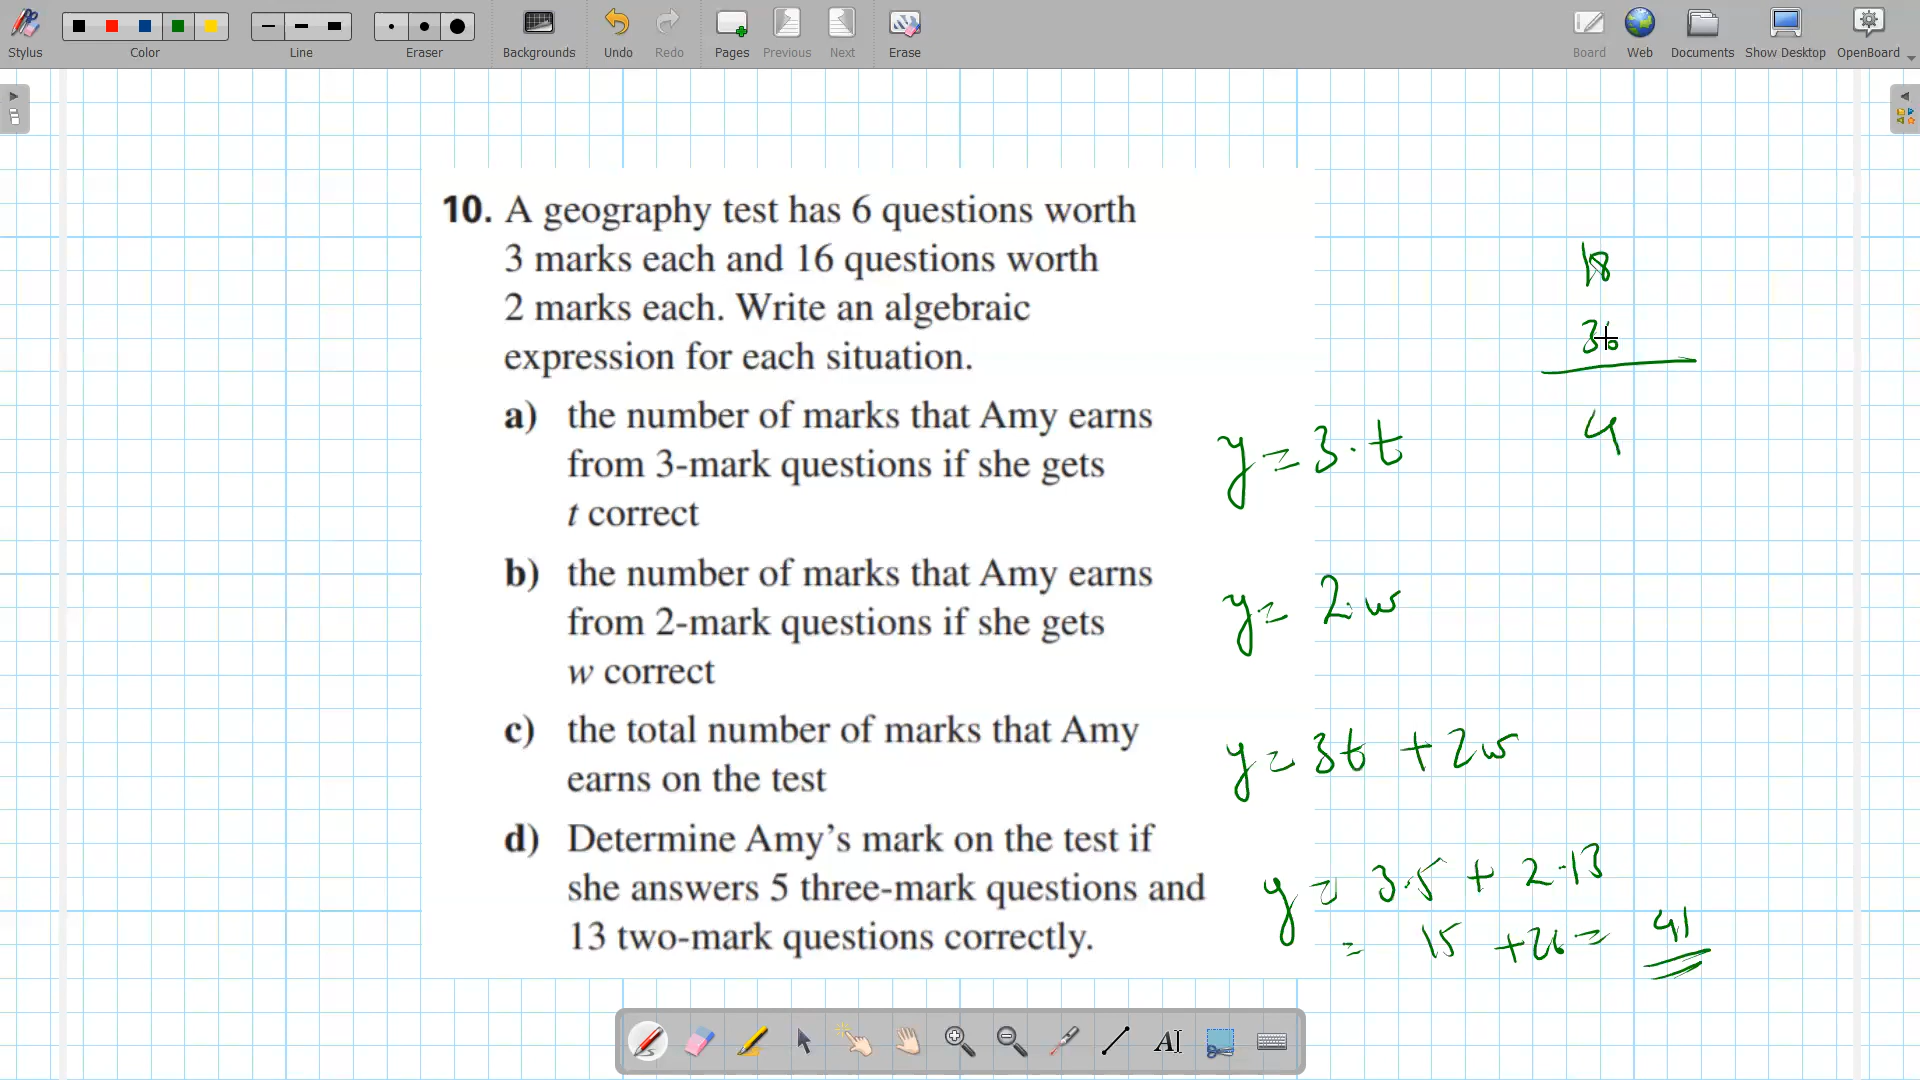 Stylus
Color
Line
Eraser
Backgrounds
Undo
Redo
Pages
Previous
Next
Erase
Board
Web
Documents
Show Desktop
OpenBoard
10. A geography test has 6 questions worth
3 marks each and 16 questions worth
2 marks each. Write an algebraic
expression for each situation.
a) the number of marks that Amy earns
from 3-mark questions if she gets
t correct
y = 3 · t
b) the number of marks that Amy earns
from 2-mark questions if she gets
w correct
y = 2 · w
c) the total number of marks that Amy
earns on the test
y = 3t + 2w
d) Determine Amy's mark on the test if
she answers 5 three-mark questions and
13 two-mark questions correctly.
y = 3·5 + 2·13
= 15 + 26 = 41
18
4
AI